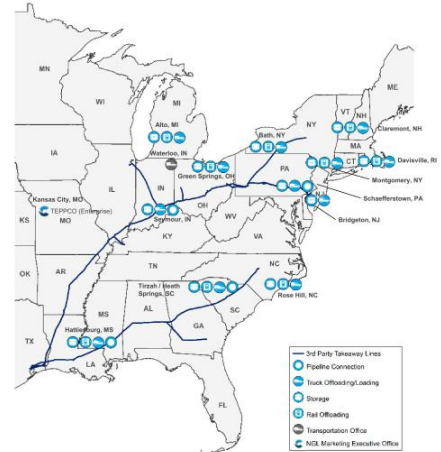 ME
MN
VT
NH
WI
MI
NY
Claremont, NH
Alto, MI
Bath, NY
MA
Waterloo, IN
CT
Davisville, RI
IA
Green Springs, OH
PA
Montgomery, NY
Kansas City, MO
IL
IN
NJ
Schaefferstown, PA
TEPPCO (Enterprise)
OH
Bridgeton, NJ
KS
MO
Seymour, IN
WV
VA
KY
OK
AR
TN
NC
Tirzah / Heath
Springs, SC
Rose Hill, NC
MS
SC
Hattiesburg, MS
AL
GA
TX
LA
FL
3rd Party Takeaway Lines
Pipeline Connection
Truck Offloading/Loading
Storage
Rail Offloading
Transportation Office
NGL Marketing Executive Office